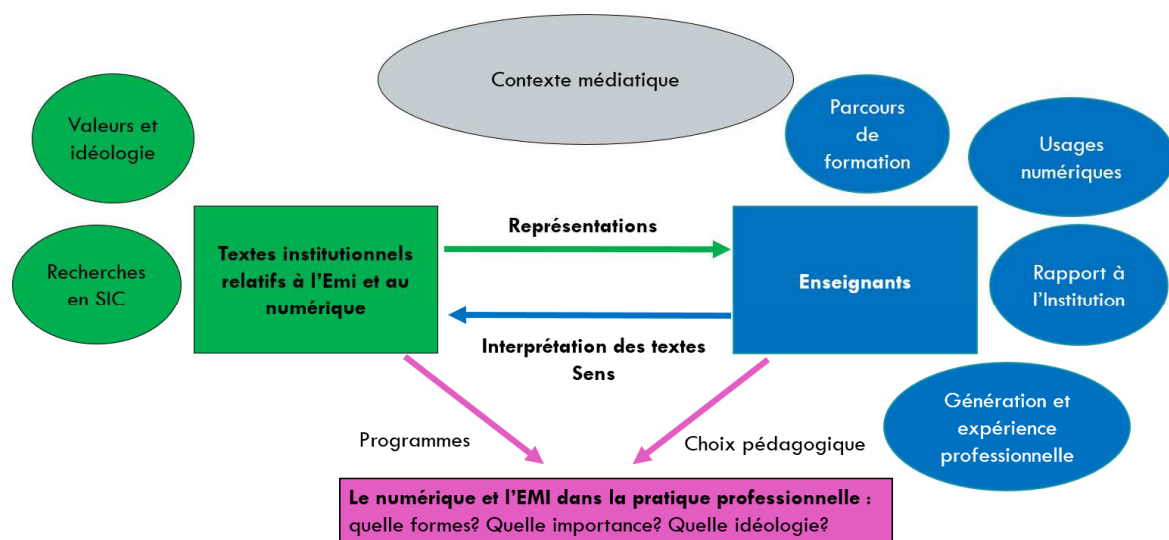 Contexte médiatique
Valeurs et
idéologie
Parcours
de
formation
Usages
numériques
Recherches
en SIC
Textes institutionnels
relatifs à l'Emi et au
numérique
Représentations
Enseignants
Rapport à
l'Institution
Interprétation des textes
Sens
Génération et
expérience
professionnelle
Programmes
Choix pédagogique
Le numérique et l'EMI dans la pratique professionnelle :
quelle formes? Quelle importance? Quelle idéologie?